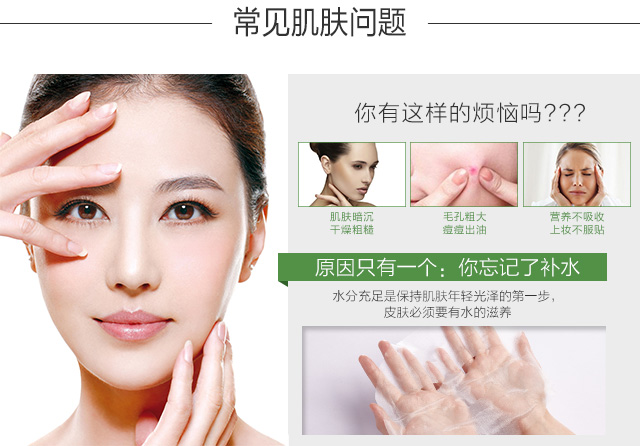 常见肌肤问题
你有这样的烦恼吗???
肌肤暗沉
干燥粗糙
毛孔粗大
痘痘出油
营养不吸收
上妆不服贴
原因只有一个：你忘记了补水
水分充足是保持肌肤年轻光泽的第一步，
皮肤必须要有水的滋养